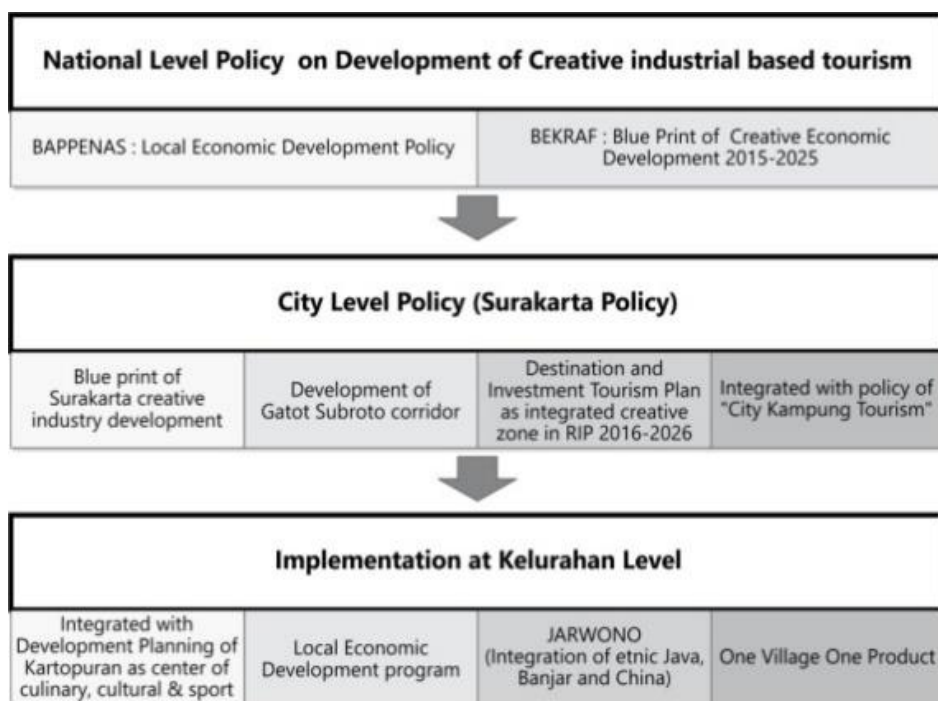 National Level Policy on Development of Creative industrial based tourism
BAPPENAS : Local Economic Development Policy
BEKRAF : Blue Print of Creative Economic
Development 2015-2025
City Level Policy (Surakarta Policy)
Blue print of
Surakarta creative
industry development
Development of
Gatot Subroto corridor
Destination and
Investment Tourism Plan
as integrated creative
zone in RIP 2016-2026
Integrated with policy of
"City Kampung Tourism"
Implementation at Kelurahan Level
Integrated with
Development Planning of
Kartopuran as center of
culinary, cultural & sport
Local Economic
Development program
JARWONO
(Integration of etnic Java,
Banjar and China)
One Village One Product